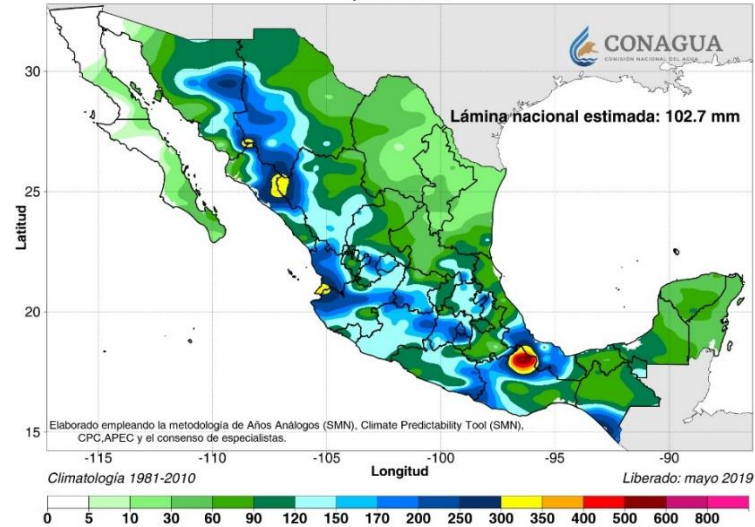 CONAGUA
COMISIÓN NACIONAL DEL AGUA
Lámina nacional estimada: 102.7 mm
30
25
20
15
Latitud
Elaborado empleando la metodología de Años Análogos (SMN), Climate Predictability Tool (SMN),
CPC,APEC y el consenso de especialistas.
-115 -110 -105 -100 -95 -90
Longitud
Climatología 1981-2010 Liberado: mayo 2019
0 5 10 30 60 90 120 150 170 200 250 300 350 400 500 800